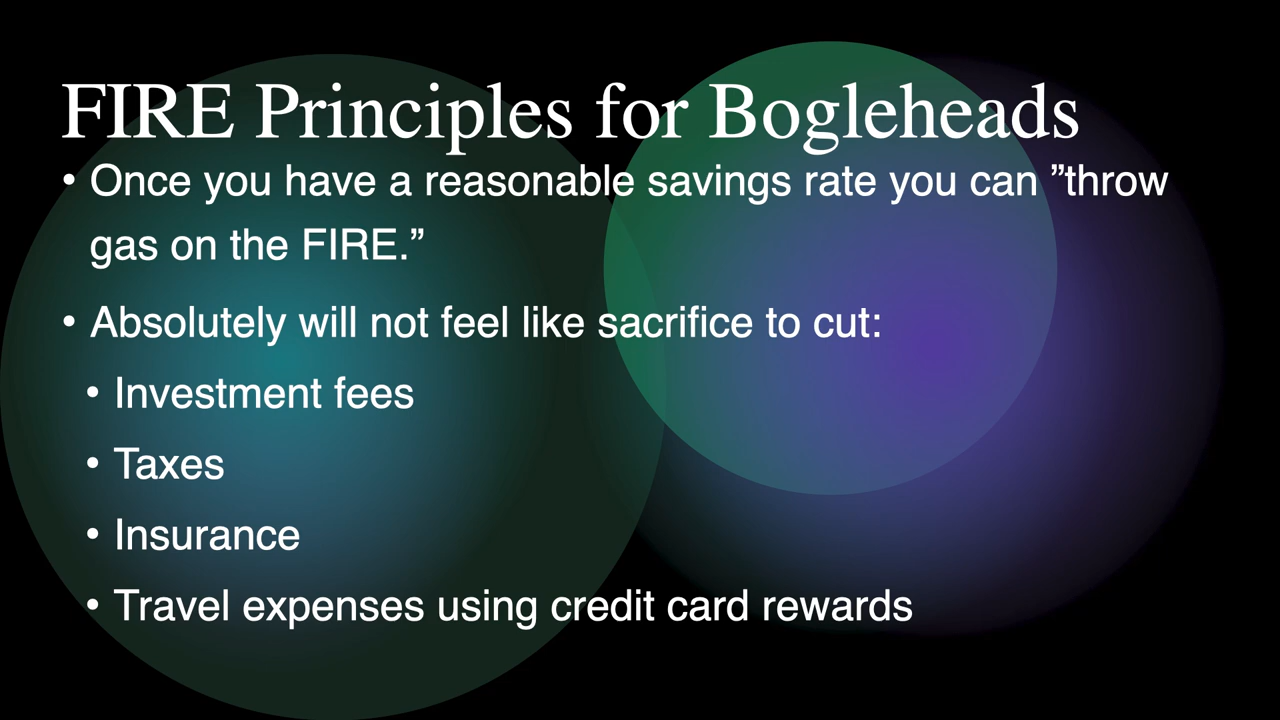 FIRE Principles for Bogleheads
• Once you have a reasonable savings rate you can ”throw
gas on the FIRE.”
• Absolutely will not feel like sacrifice to cut:
• Investment fees
• Taxes
• Insurance
• Travel expenses using credit card rewards